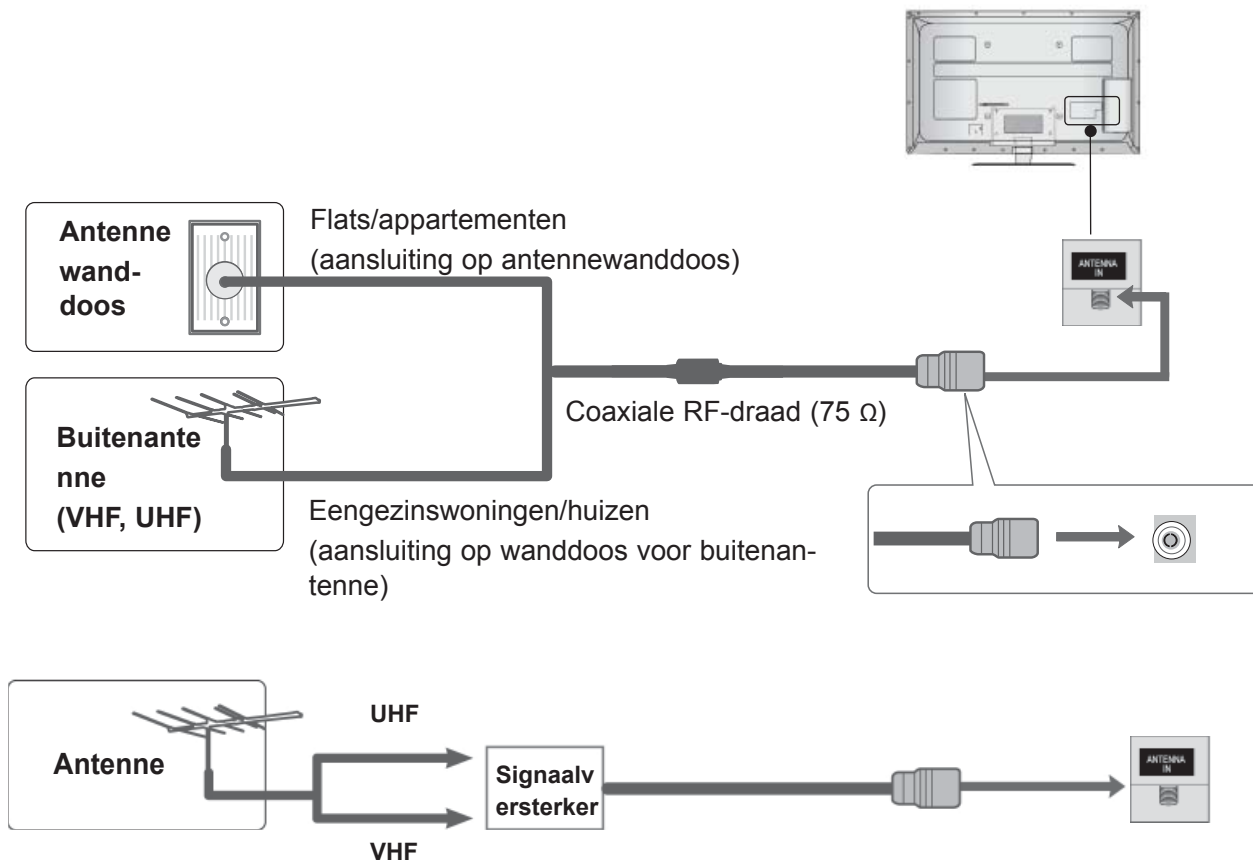 Antenne
wand-
doos
Flats/appartementen
(aansluiting op antennewanddoos)
ANTENNA
IN
Coaxiale RF-draad (75 Ω)
Buitenante
nne
(VHF, UHF)
Eengezinswoningen/huizen
(aansluiting op wanddoos voor buitenan-
tenne)
Antenne
UHF
VHF
Signaalv
ersterker
ANTENNA
IN